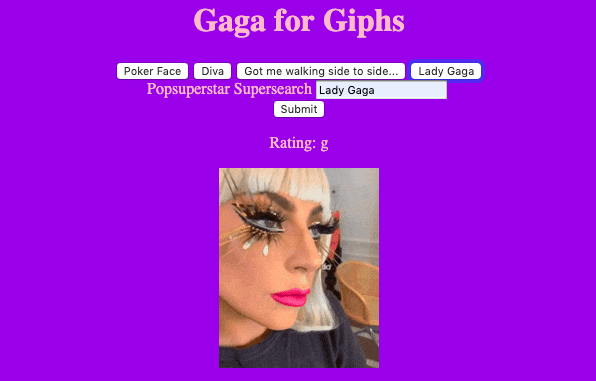 Gaga for Giphs
Poker Face Diva Got me walking side to side... Lady Gaga
Popsuperstar Supersearch Lady Gaga
Submit
Rating: g